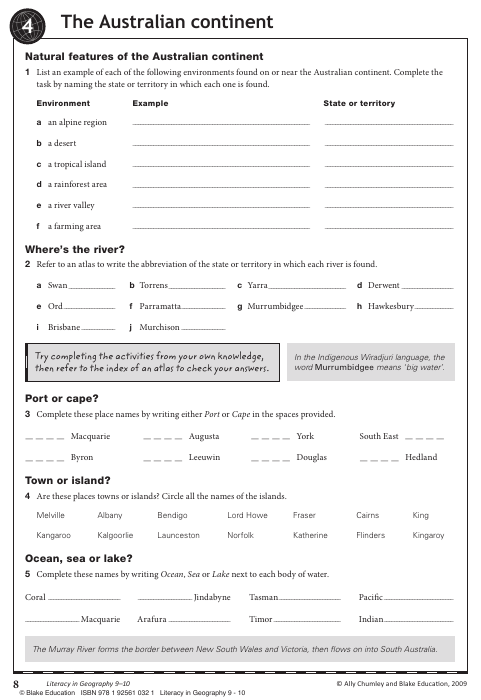 4 The Australian continent
Natural features of the Australian continent
1 List an example of each of the following environments found on or near the Australian continent. Complete the
task by naming the state or territory in which each one is found.
Environment Example State or territory
a an alpine region
b a desert
c a tropical island
d a rainforest area
e a river valley
f a farming area
Where's the river?
2 Refer to an atlas to write the abbreviation of the state or territory in which each river is found.
a Swan b Torrens c Yarra d Derwent
e Ord f Parramatta g Murrumbidgee h Hawkesbury
i Brisbane j Murchison
Try completing the activities from your own knowledge,
then refer to the index of an atlas to check your answers.
In the Indigenous Wiradjuri language, the
word Murrumbidgee means 'big water'.
Port or cape?
3 Complete these place names by writing either Port or Cape in the spaces provided.
_ _ _ _ Macquarie _ _ _ _ Augusta _ _ _ _ York South East _ _ _ _
_ _ _ _ Byron _ _ _ _ Leeuwin _ _ _ _ Douglas _ _ _ _ Hedland
Town or island?
4 Are these places towns or islands? Circle all the names of the islands.
Melville Albany Bendigo Lord Howe Fraser Cairns King
Kangaroo Kalgoorlie Launceston Norfolk Katherine Flinders Kingaroy
Ocean, sea or lake?
5 Complete these names by writing Ocean, Sea or Lake next to each body of water.
Coral Jindabyne Tasman Pacific
Macquarie Arafura Timor Indian
The Murray River forms the border between New South Wales and Victoria, then flows on into South Australia.
8 Literacy in Geography 9–10 © Ally Chumley and Blake Education, 2009
© Blake Education ISBN 978 1 92561 032 1 Literacy in Geography 9 - 10